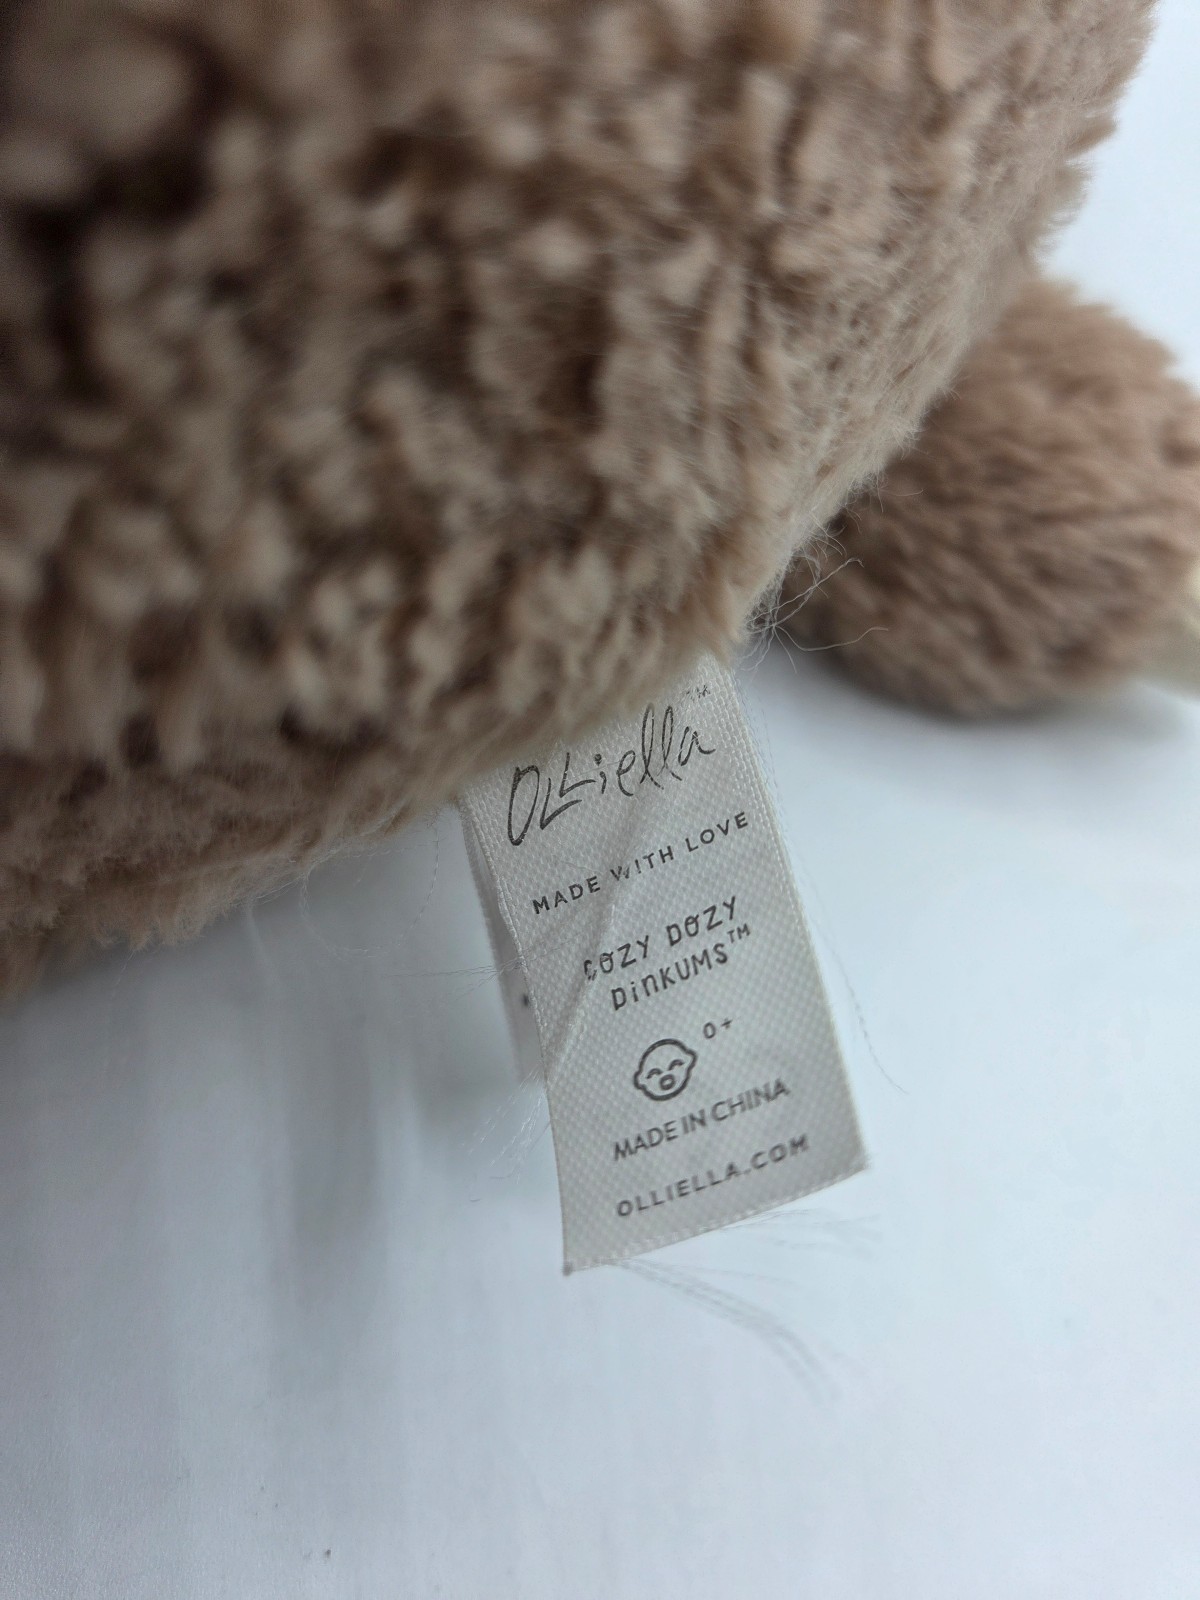 Olliella™
MADE WITH LOVE
COZY DOZY
DiNKUMS™
0+
MADE IN CHINA
OLLIELLA.COM